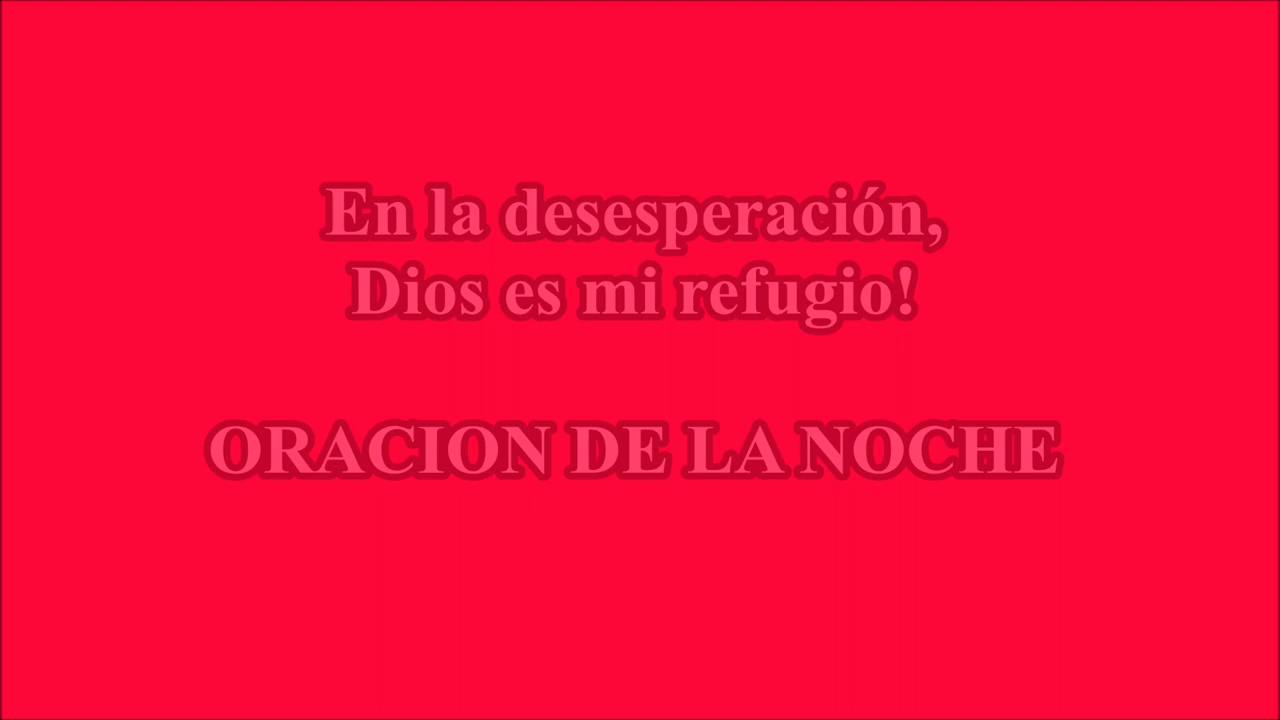 En la desesperación,
Dios es mi refugio!
ORACION DE LA NOCHE